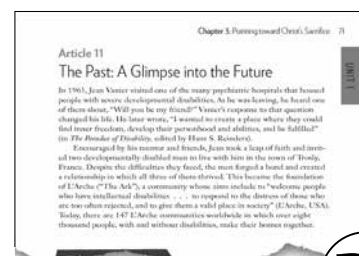 Chapter 3: Pointing toward Christ's Sacrifice 71
UNIT 1
Article 11
The Past: A Glimpse into the Future
In 1963, Jean Vanier visited one of the many psychiatric hospitals that housed
people with severe developmental disabilities. As he was leaving, he heard one
of them shout, "Will you be my friend?" Vanier's response to that question
changed his life. He later wrote, "I wanted to create a place where they could
find inner freedom, develop their personhood and abilities, and be fulfilled"
(in The Paradox of Disability, edited by Hans S. Reinders).
Encouraged by his mentor and friends, Jean took a leap of faith and invit-
ed two developmentally disabled men to live with him in the town of Trosly,
France. Despite the difficulties they faced, the men forged a bond and created
a relationship in which all three of them thrived. This became the foundation
of L'Arche ("The Ark"), a community whose aims include to "welcome people
who have intellectual disabilities . . . to respond to the distress of those who
are too often rejected, and to give them a valid place in society" (L'Arche, USA).
Today, there are 147 L'Arche communities worldwide in which over eight
thousand people, with and without disabilities, make their homes together.